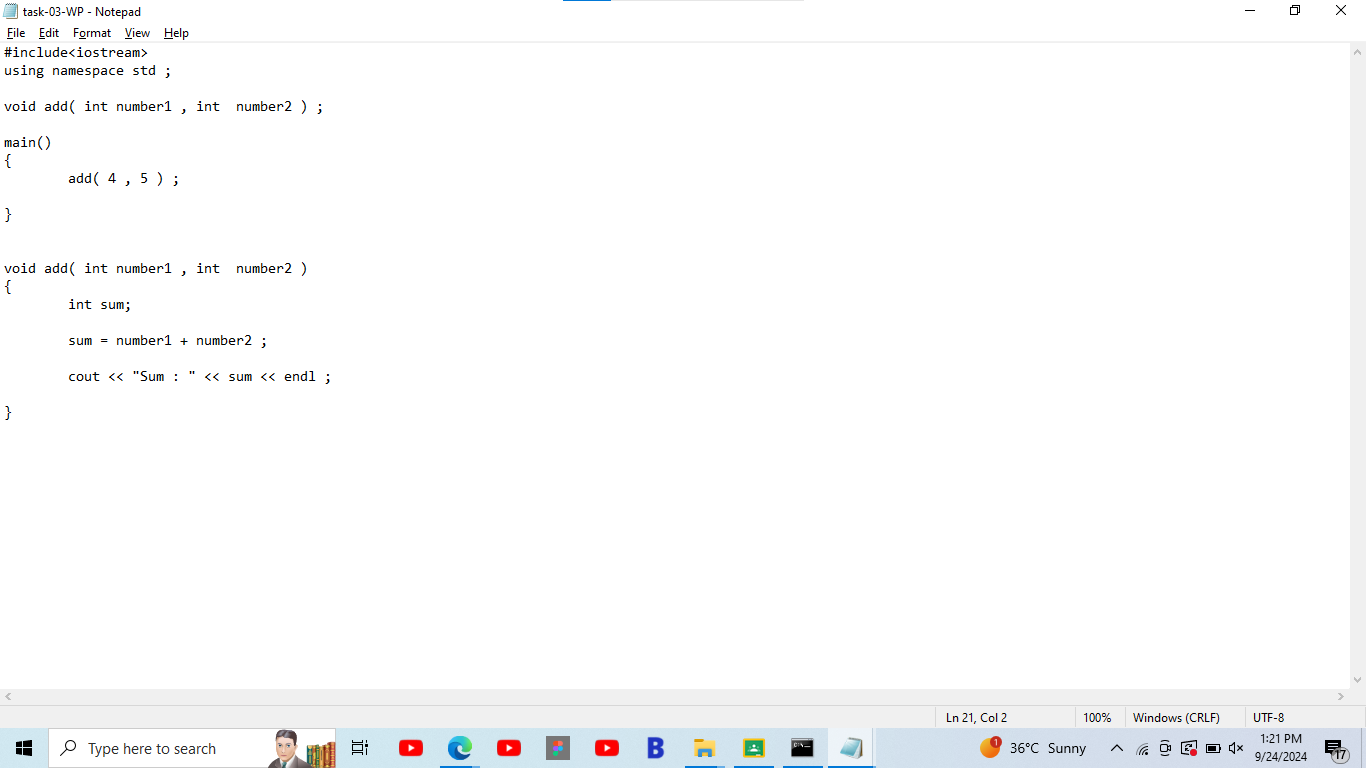 task-03-WP - Notepad
File Edit Format View Help
#include<iostream>
using namespace std ;
void add( int number1 , int  number2 ) ;
main()
{
        add( 4 , 5 ) ;
}
void add( int number1 , int  number2 )
{
        int sum;
        sum = number1 + number2 ;
        cout << "Sum : " << sum << endl ;
}
Ln 21, Col 2 100% Windows (CRLF) UTF-8
Type here to search
B
1
36°C Sunny
1:21 PM
9/24/2024
17